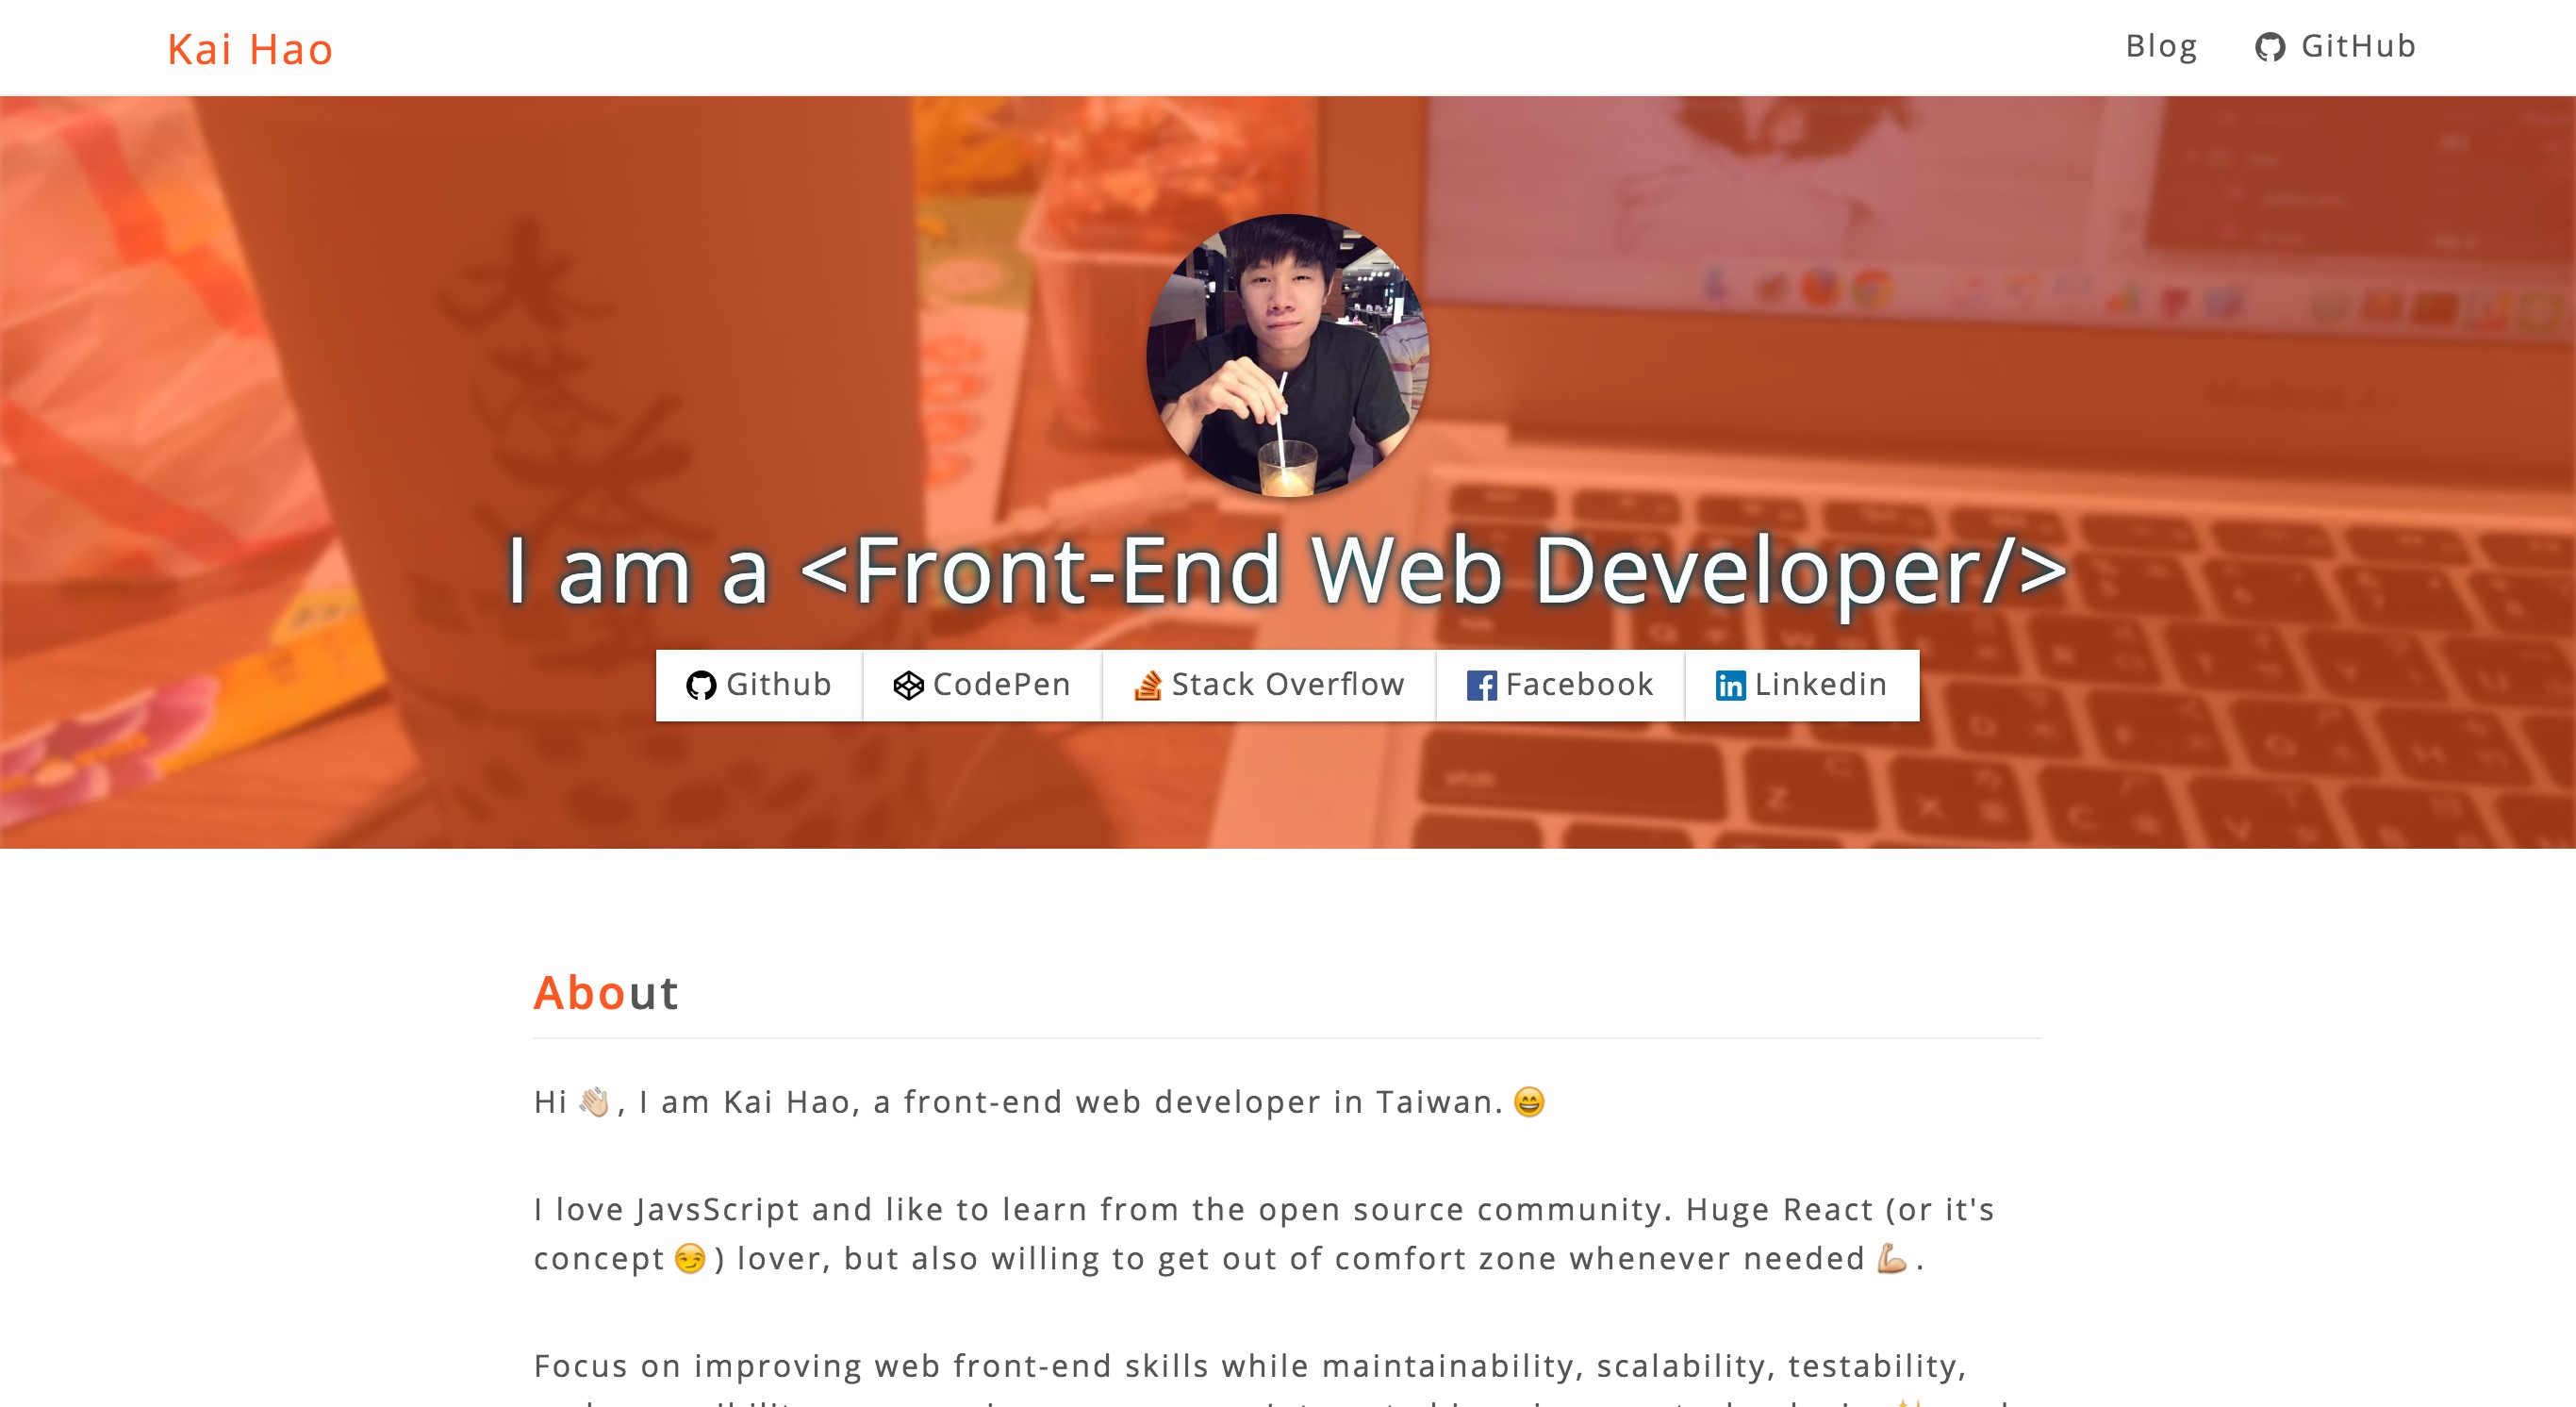 Kai Hao
Blog
GitHub
I am a <Front-End Web Developer/>
Github
CodePen
Stack Overflow
Facebook
Linkedin
About
Hi 👋🏻, I am Kai Hao, a front-end web developer in Taiwan. 😄
I love JavsScript and like to learn from the open source community. Huge React (or it's
concept 😏) lover, but also willing to get out of comfort zone whenever needed 💪🏻.
Focus on improving web front-end skills while maintainability, scalability, testability,